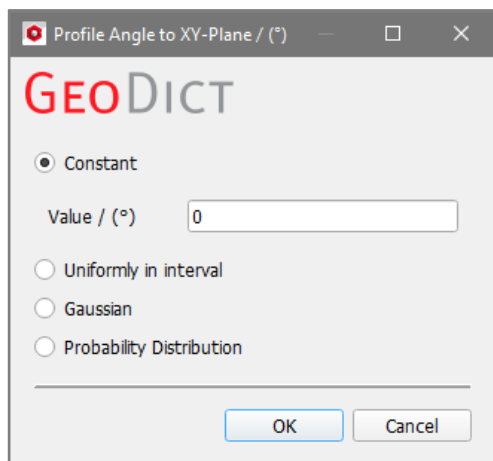 Profile Angle to XY-Plane / (°)
GEODICT
Constant
Value / (°) 0
Uniformly in interval
Gaussian
Probability Distribution
OK Cancel